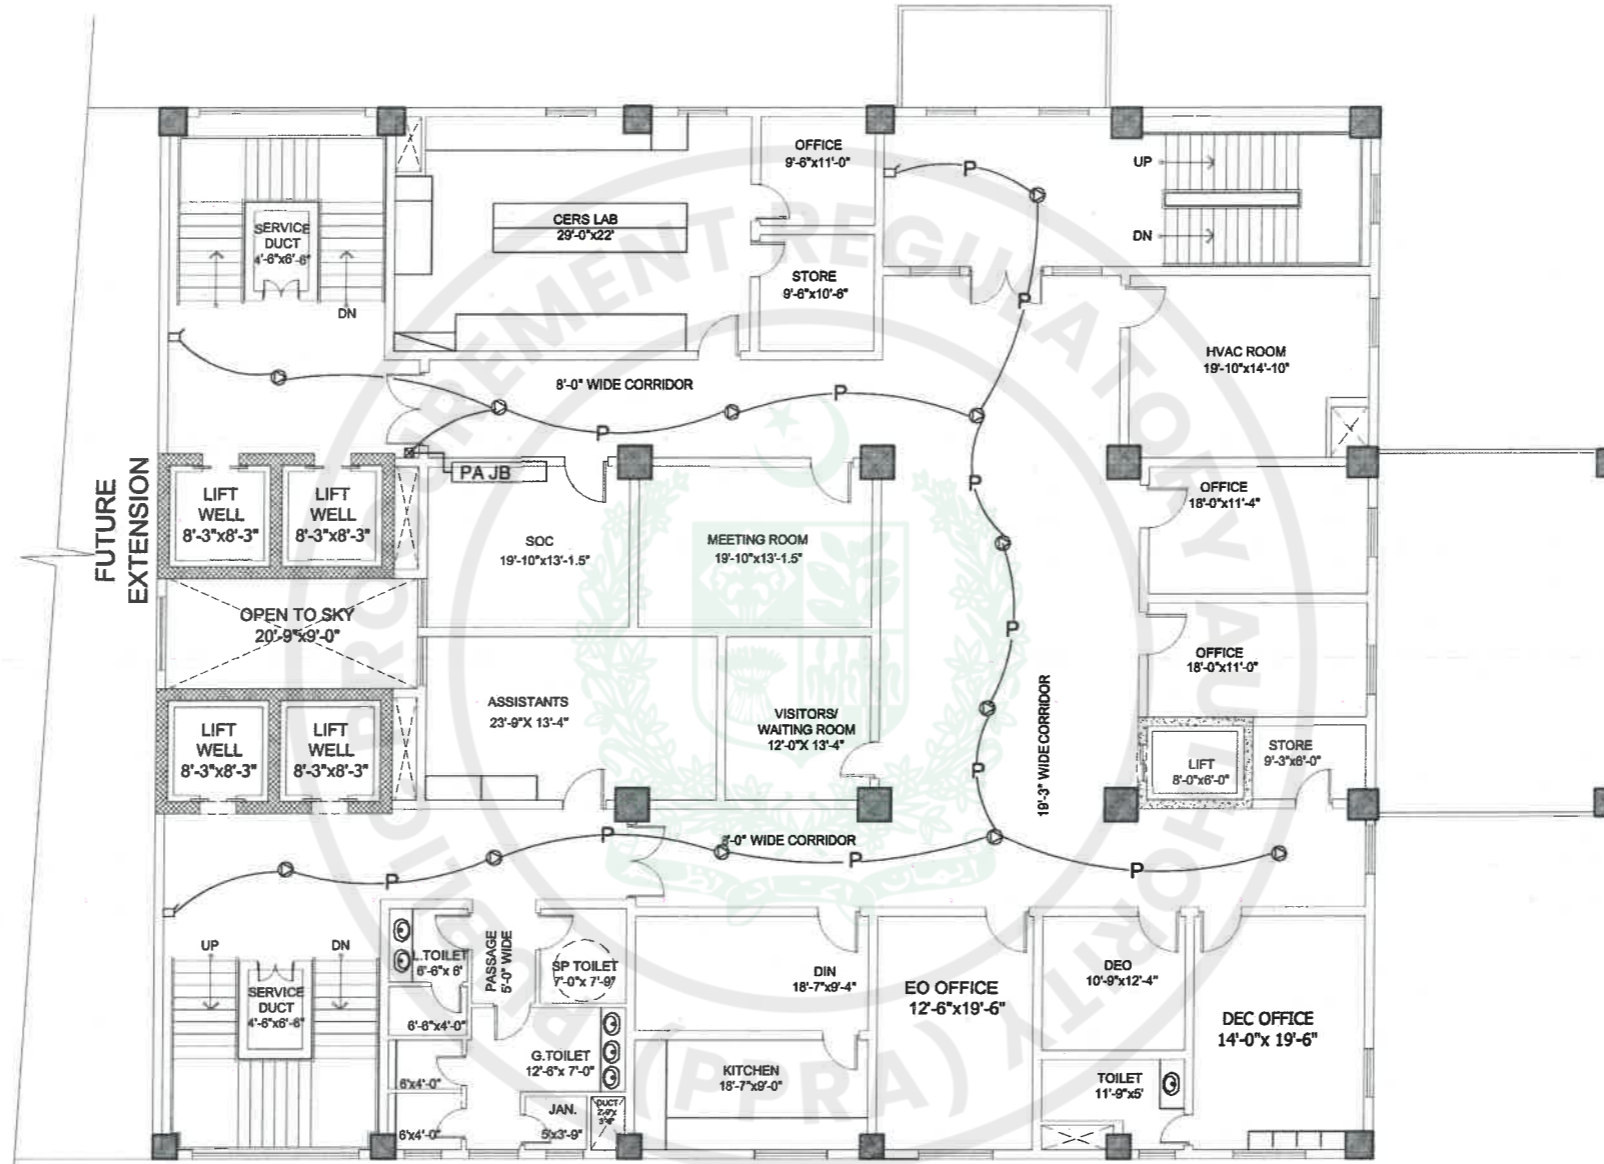 OFFICE
9'-6"x11'-0"
P
UP
DN
CERS LAB
29'-0"x22'
SERVICE
DUCT
4'-6"x6'-6"
DN
STORE
9'-6"x10'-6"
P
HVAC ROOM
19'-10"x14'-10"
8'-0" WIDE CORRIDOR
P
P
PA JB
FUTURE
EXTENSION
LIFT
WELL
8'-3"x8'-3"
LIFT
WELL
8'-3"x8'-3"
SOC
19'-10"x13'-1.5"
MEETING ROOM
19'-10"x13'-1.5"
P
OFFICE
18'-0"x11'-4"
OPEN TO SKY
20'-9"x9'-0"
P
OFFICE
18'-0"x11'-0"
ASSISTANTS
23'-9"X 13'-4"
VISITORS/
WAITING ROOM
12'-0"X 13'-4"
LIFT
WELL
8'-3"x8'-3"
LIFT
WELL
8'-3"x8'-3"
P
19'-3" WIDE CORRIDOR
LIFT
8'-0"x6'-0"
STORE
9'-3"x6'-0"
P
-0" WIDE CORRIDOR
P
P
P
UP
DN
SERVICE
DUCT
4'-6"x6'-6"
L.TOILET
6'-6"x 6'
PASSAGE
5'-0" WIDE
SP TOILET
7'-0"x 7'-9"
6'-6"x4'-0"
G.TOILET
12'-6"x 7'-0"
6'x4'-0"
6'x4'-0"
JAN.
5'x3'-9"
DUCT
DIN
18'-7"x9'-4"
KITCHEN
18'-7"x9'-0"
EO OFFICE
12'-6"x19'-6"
DEO
10'-9"x12'-4"
TOILET
11'-9"x5'
DEC OFFICE
14'-0"x 19'-6"
PUBLIC PROCUREMENT REGULATORY AUTHORITY (PPRA)